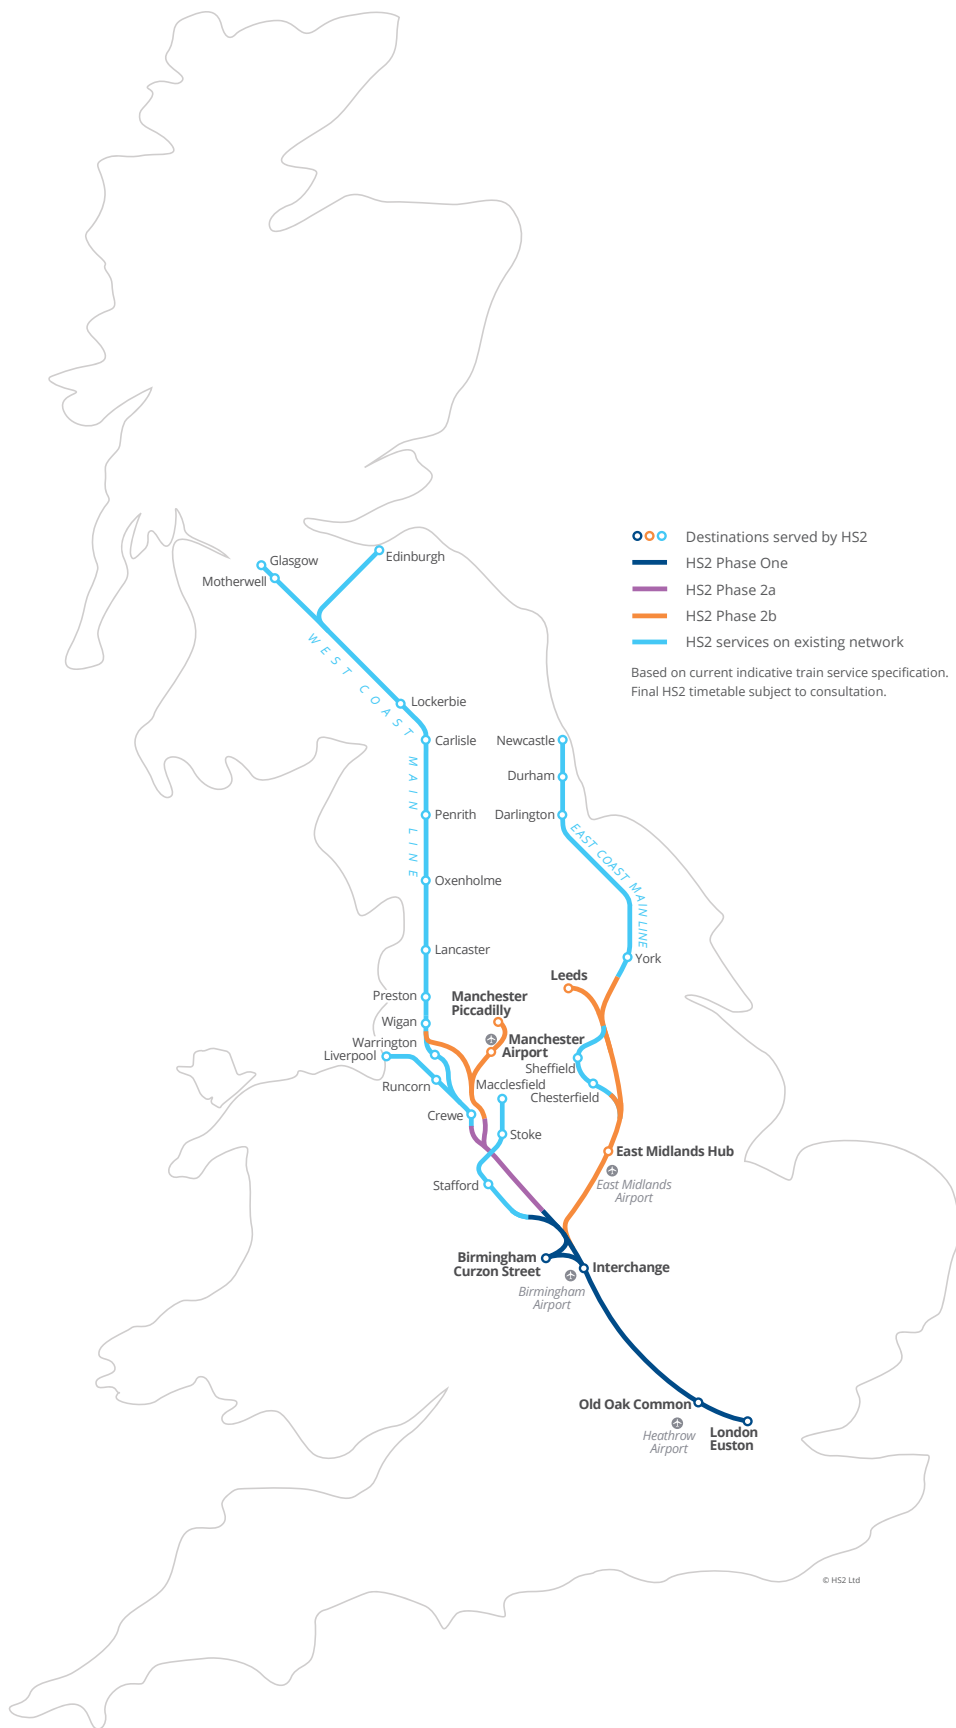 Glasgow
Edinburgh
Motherwell
Destinations served by HS2
HS2 Phase One
HS2 Phase 2a
HS2 Phase 2b
HS2 services on existing network
Based on current indicative train service specification.
Final HS2 timetable subject to consultation.
WEST COAST MAIN LINE
Lockerbie
Carlisle
Newcastle
Durham
Penrith
Darlington
EAST COAST MAIN LINE
Oxenholme
Lancaster
York
Leeds
Preston
Manchester
Piccadilly
Wigan
Warrington
Manchester
Airport
Liverpool
Sheffield
Runcorn
Macclesfield
Chesterfield
Crewe
Stoke
East Midlands Hub
Stafford
East Midlands
Airport
Birmingham
Curzon Street
Interchange
Birmingham
Airport
Old Oak Common
London
Euston
Heathrow
Airport
© HS2 Ltd